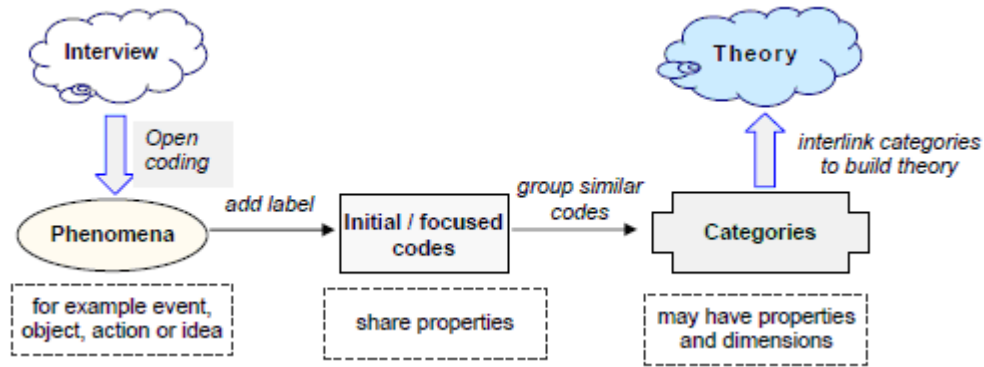 Interview
Theory
Open
coding
interlink categories
to build theory
Phenomena
add label
Initial / focused
codes
group similar
codes
Categories
for example event,
object, action or idea
share properties
may have properties
and dimensions